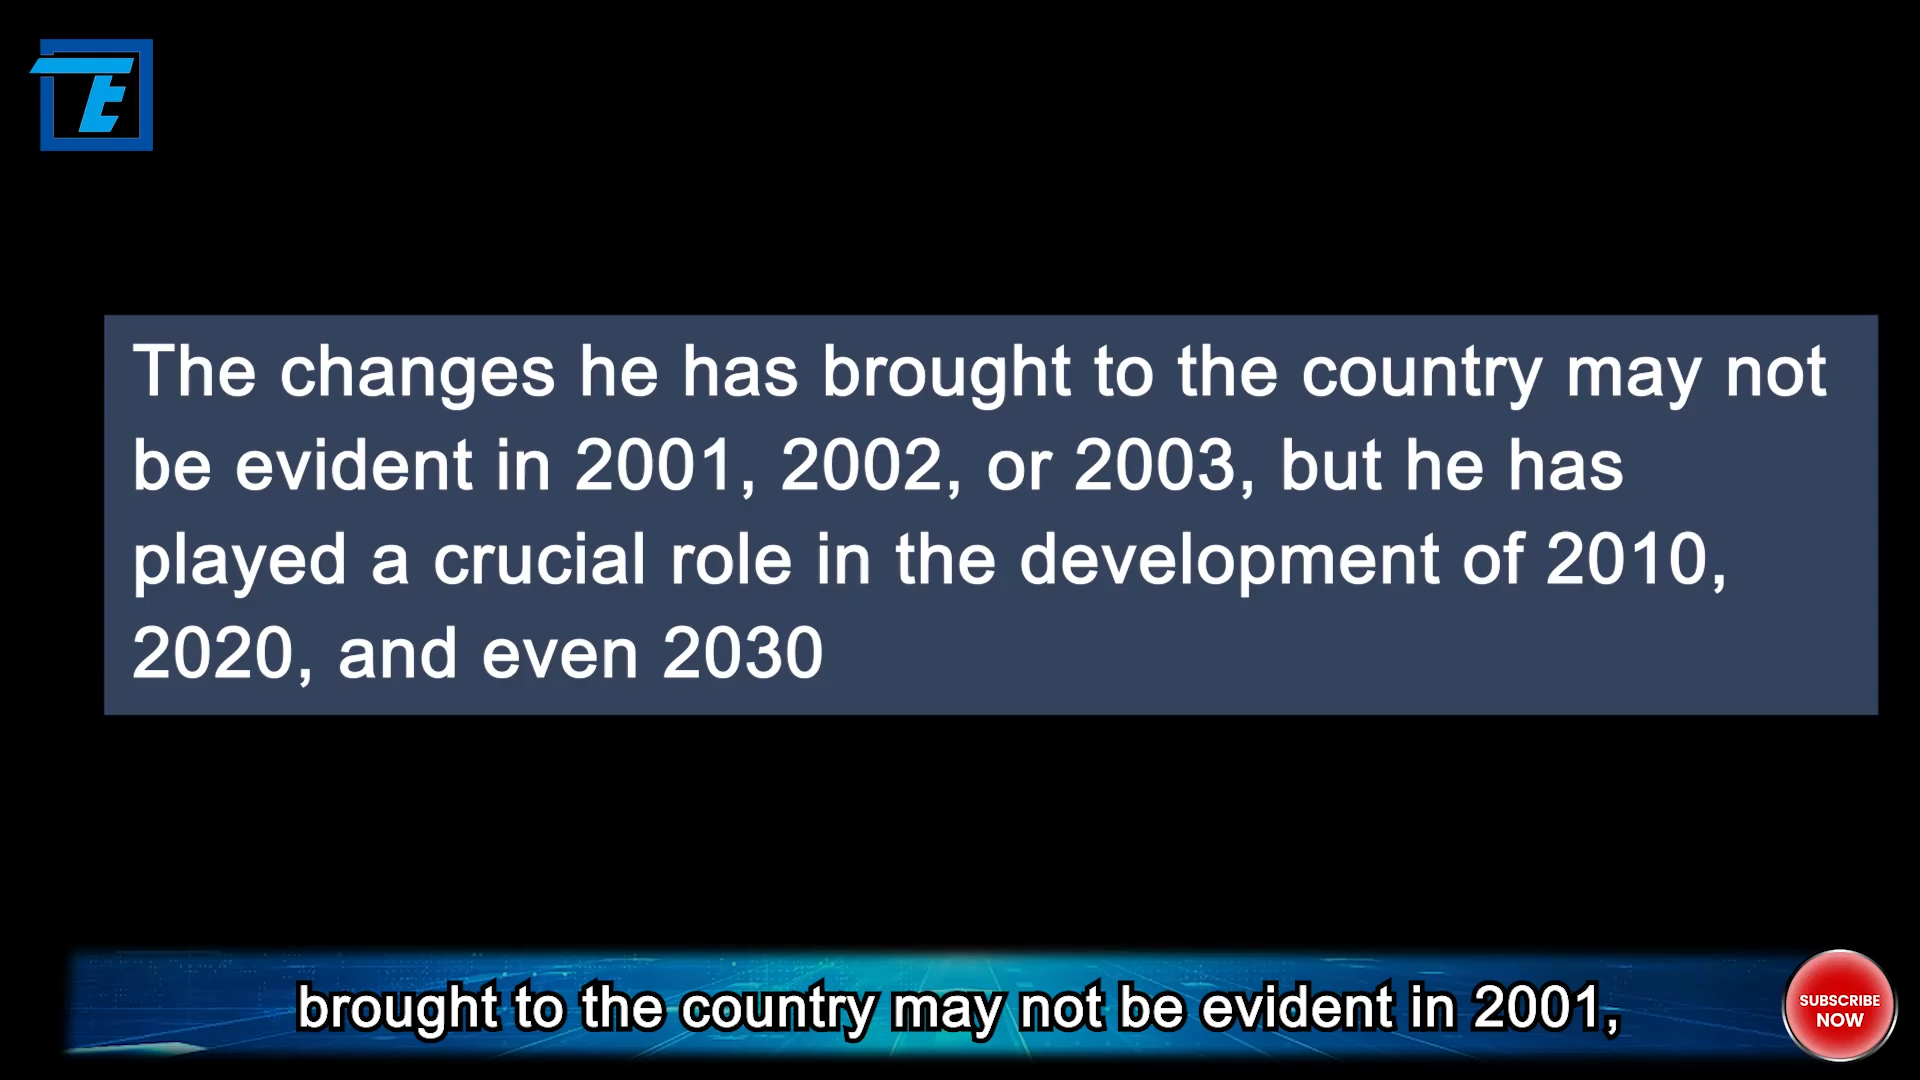 TE
The changes he has brought to the country may not
be evident in 2001, 2002, or 2003, but he has
played a crucial role in the development of 2010,
2020, and even 2030
brought to the country may not be evident in 2001,
SUBSCRIBE
NOW